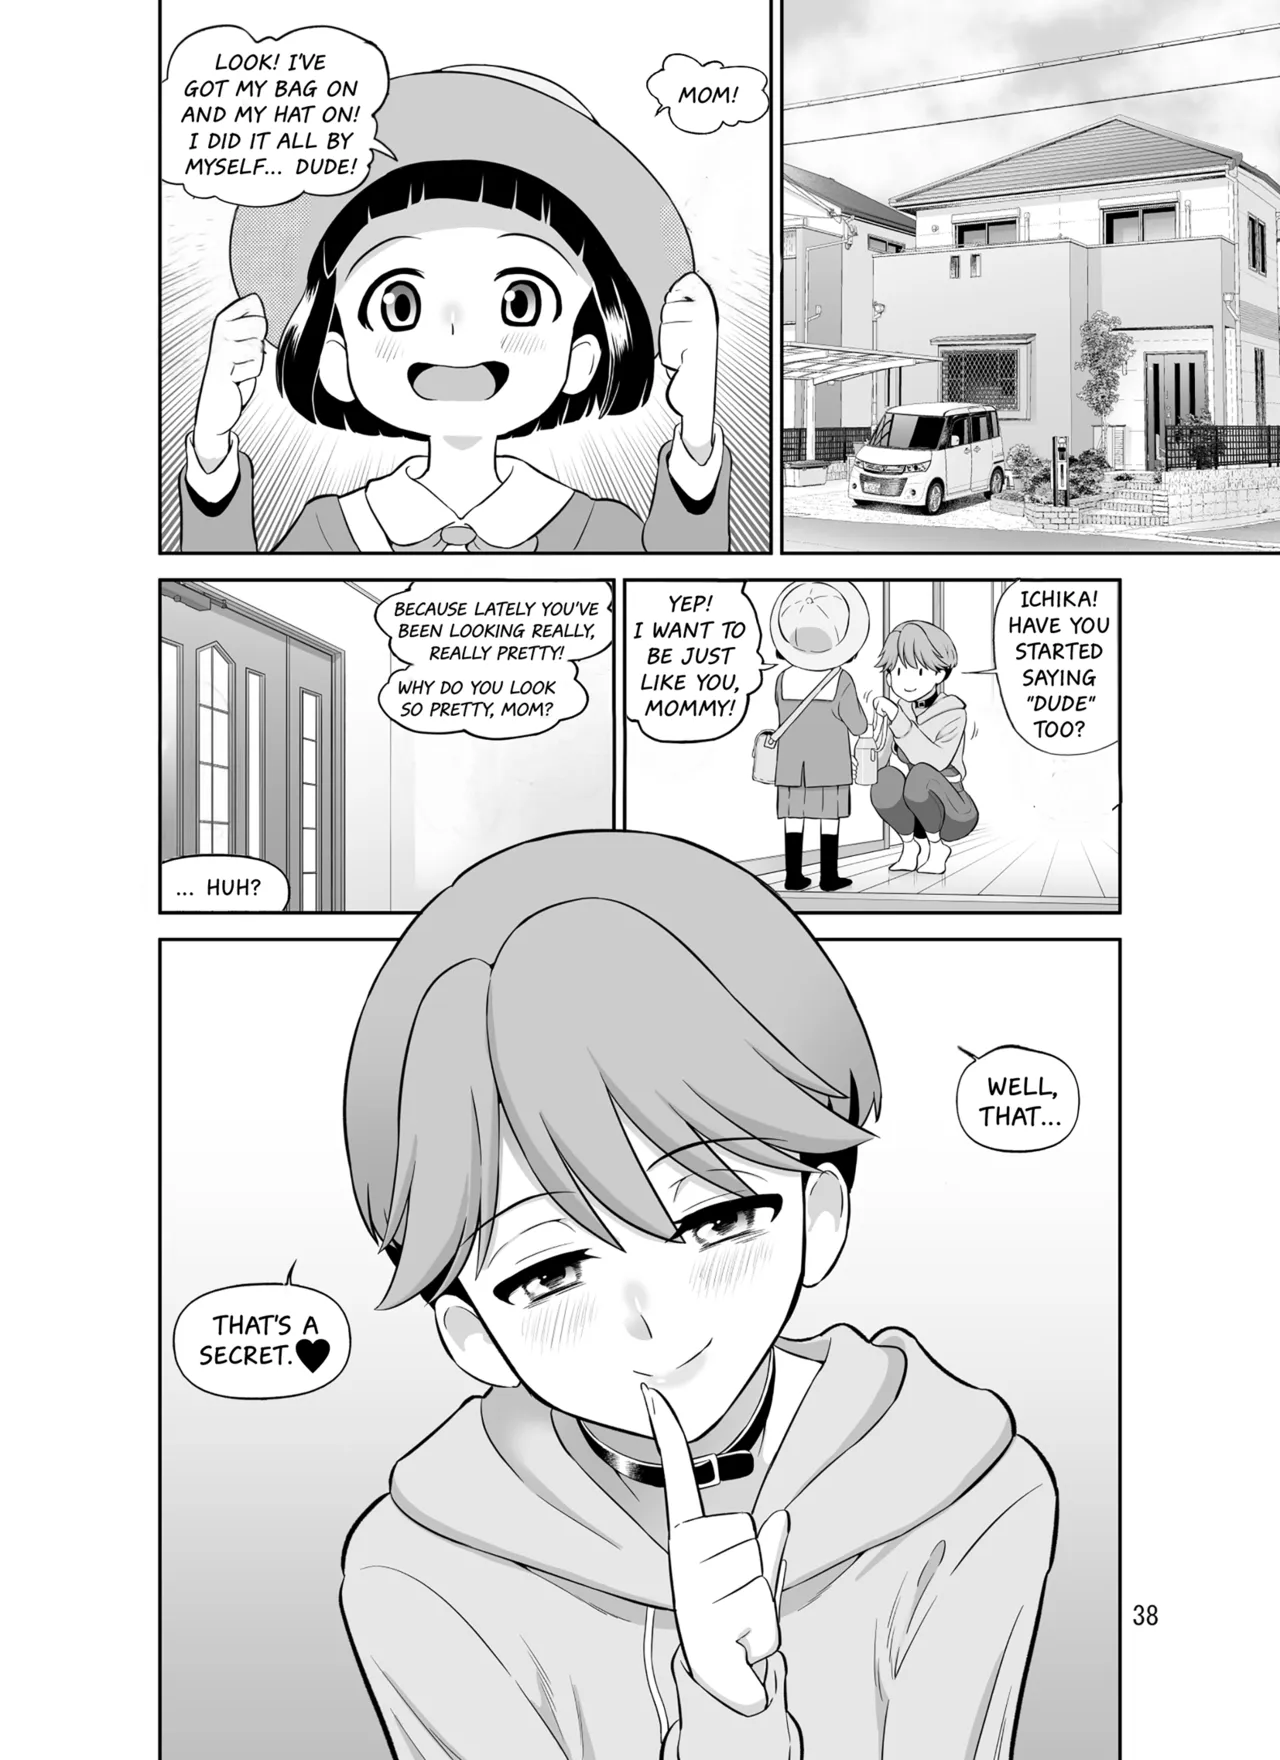 MOM!
LOOK! I'VE
GOT MY BAG ON
AND MY HAT ON!
I DID IT ALL BY
MYSELF... DUDE!
ICHIKA!
HAVE YOU
STARTED
SAYING
"DUDE"
TOO?
YEP!
I WANT TO
BE JUST
LIKE YOU,
MOMMY!
BECAUSE LATELY YOU'VE
BEEN LOOKING REALLY,
REALLY PRETTY!
WHY DO YOU LOOK
SO PRETTY, MOM?
... HUH?
WELL,
THAT...
THAT'S A
SECRET.♥
38